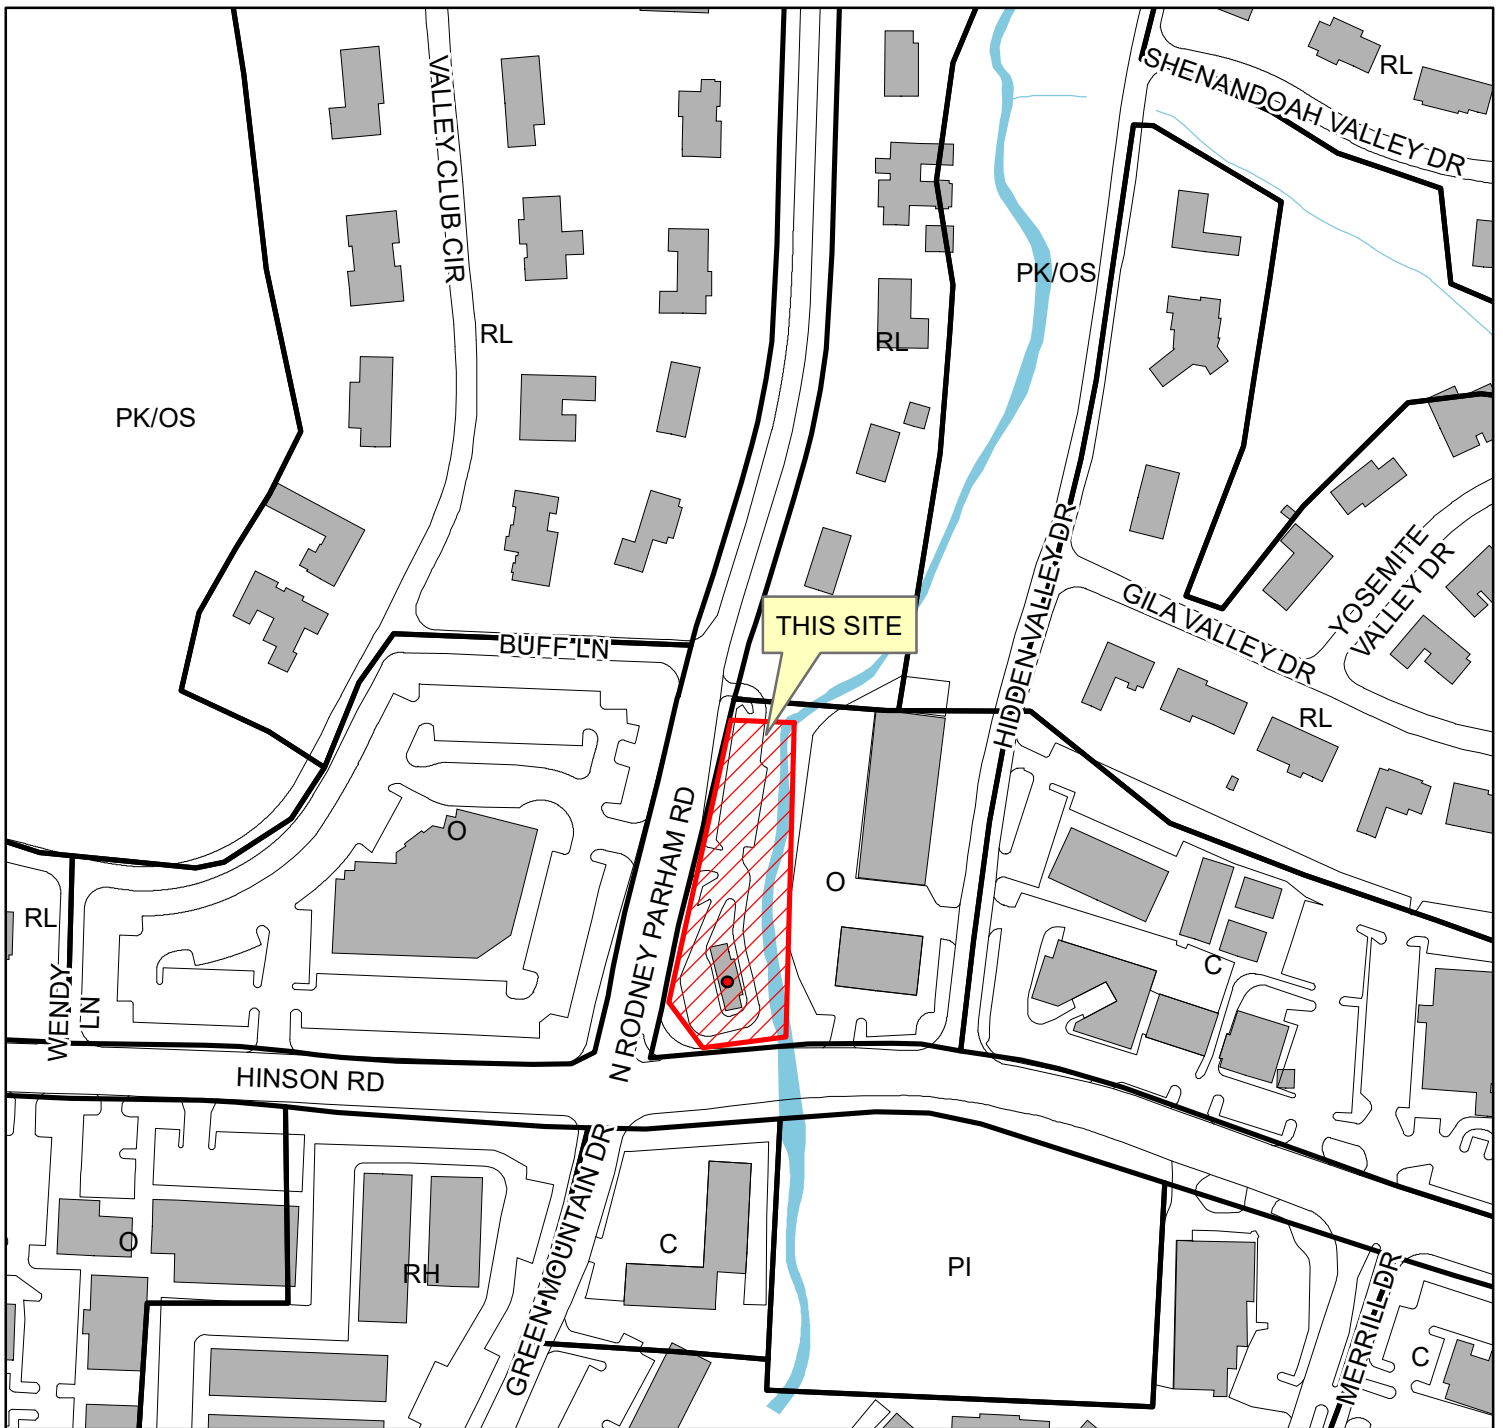 VALLEY CLUB CIR
SHENANDOAH VALLEY DR
RL
PK/OS
RL
RL
PK/OS
HIDDEN VALLEY DR
YOSEMITE
VALLEY DR
GILA VALLEY DR
THIS SITE
BUFF LN
RL
N RODNEY PARHAM RD
O
O
RL
C
WENDY
LN
HINSON RD
GREEN MOUNTAIN DR
O
RH
C
PI
MERRILL DR
C